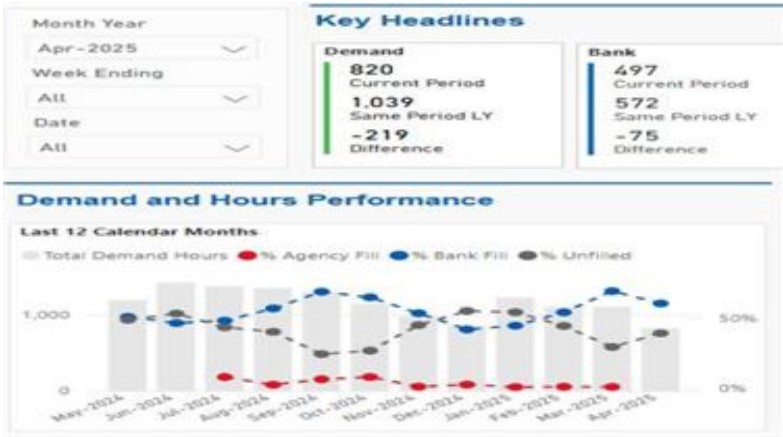 Month Year
Apr-2025
Week Ending
All
Date
All
Key Headlines
Demand
820
Current Period
1,039
Same Period LY
-219
Difference
Bank
497
Current Period
572
Same Period LY
-75
Difference
Demand and Hours Performance
Last 12 Calendar Months
Total Demand Hours % Agency Fill % Bank Fill % Unfilled
1,000
50%
0
0%
May-2024 Jun-2024 Jul-2024 Aug-2024 Sep-2024 Oct-2024 Nov-2024 Dec-2024 Jan-2025 Feb-2025 Mar-2025 Apr-2025